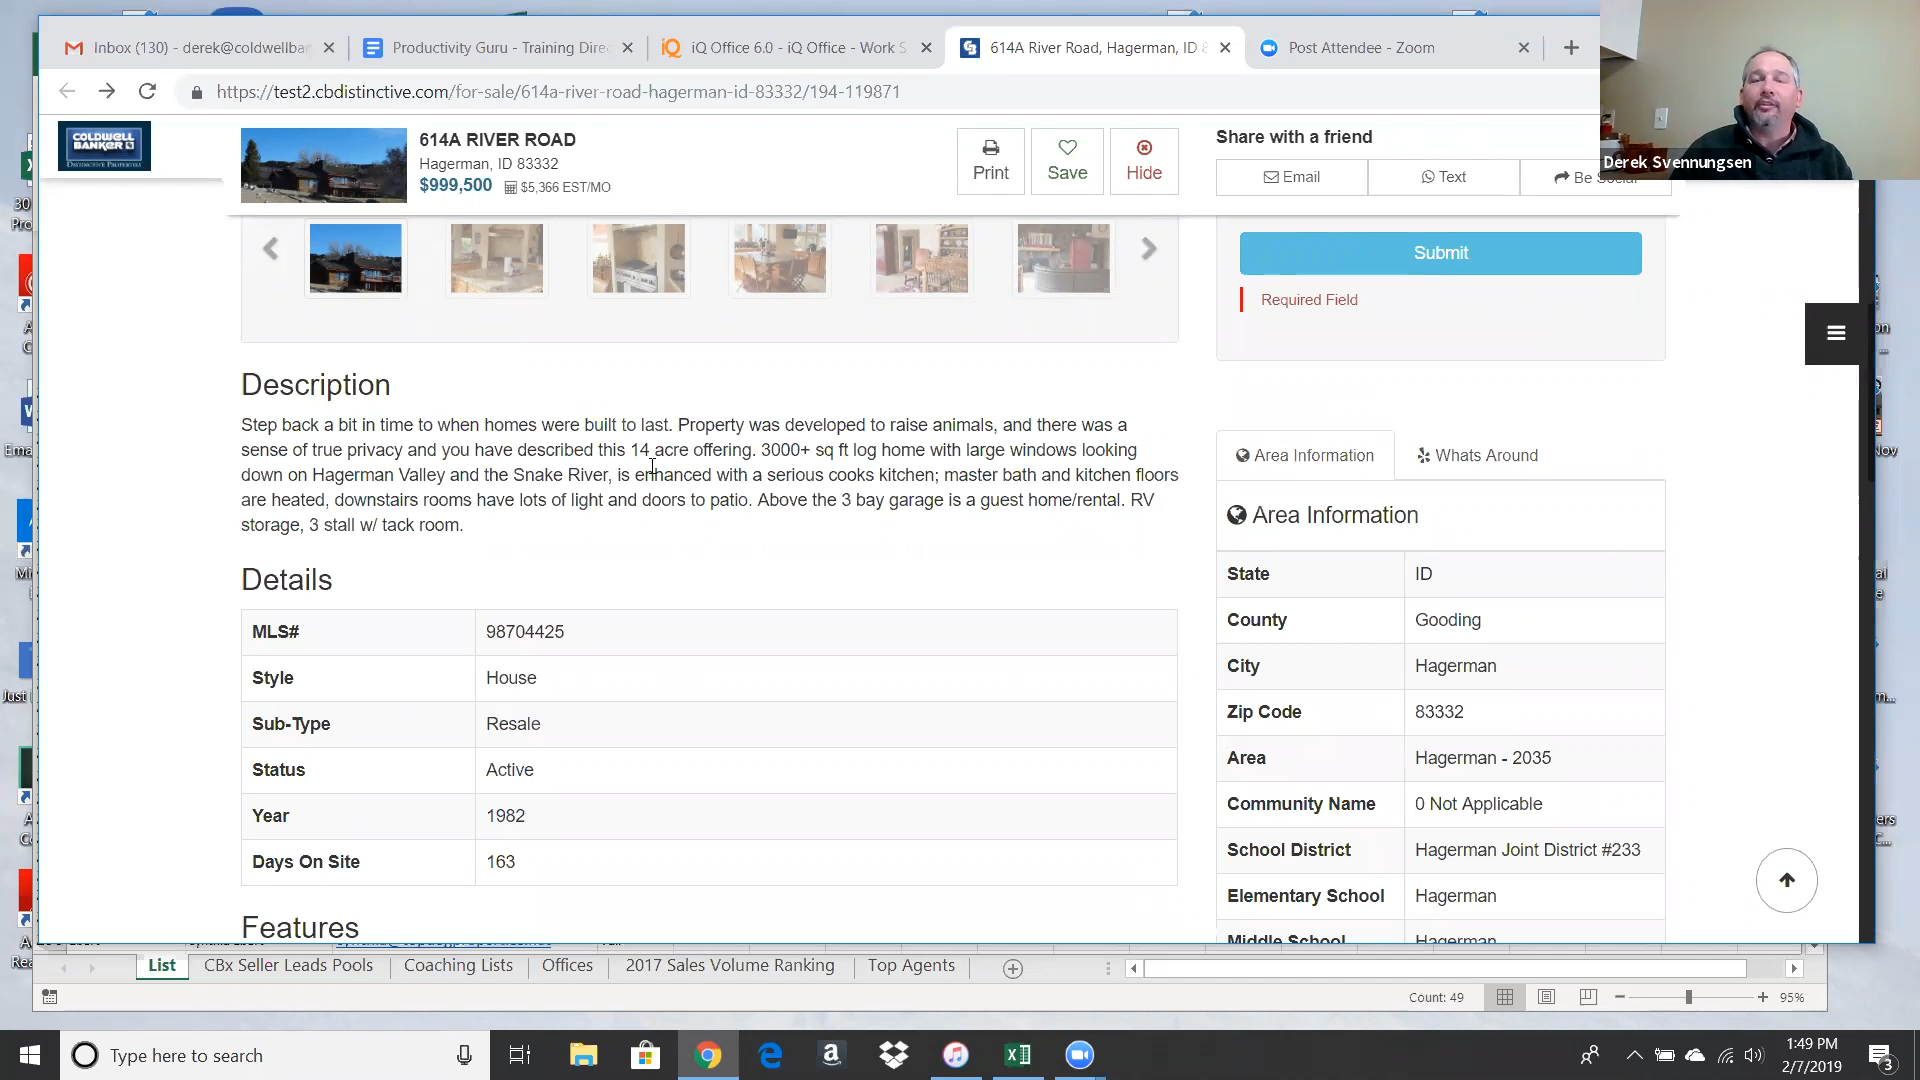 Inbox (130) - derek@coldwellba
Productivity Guru - Training Dire
iQ Office 6.0 - iQ Office - Work S
614A River Road, Hagerman, ID 8
Post Attendee - Zoom
https://test2.cbdistinctive.com/for-sale/614a-river-road-hagerman-id-83332/194-119871
COLDWELL
BANKER
DISTINCTIVE PROPERTIES
614A RIVER ROAD
Hagerman, ID 83332
$999,500 $5,366 EST/MO
Print
Save
Hide
Share with a friend
Email
Text
Be Social
Derek Svennungsen
Submit
Required Field
Description
Step back a bit in time to when homes were built to last. Property was developed to raise animals, and there was a
sense of true privacy and you have described this 14 acre offering. 3000+ sq ft log home with large windows looking
down on Hagerman Valley and the Snake River, is enhanced with a serious cooks kitchen; master bath and kitchen floors
are heated, downstairs rooms have lots of light and doors to patio. Above the 3 bay garage is a guest home/rental. RV
storage, 3 stall w/ tack room.
Details
MLS# 98704425
Style House
Sub-Type Resale
Status Active
Year 1982
Days On Site 163
Features
Area Information
Whats Around
Area Information
State ID
County Gooding
City Hagerman
Zip Code 83332
Area Hagerman - 2035
Community Name 0 Not Applicable
School District Hagerman Joint District #233
Elementary School Hagerman
Middle School Hagerman
List
CBx Seller Leads Pools
Coaching Lists
Offices
2017 Sales Volume Ranking
Top Agents
Count: 49
95%
Type here to search
1:49 PM
2/7/2019
3